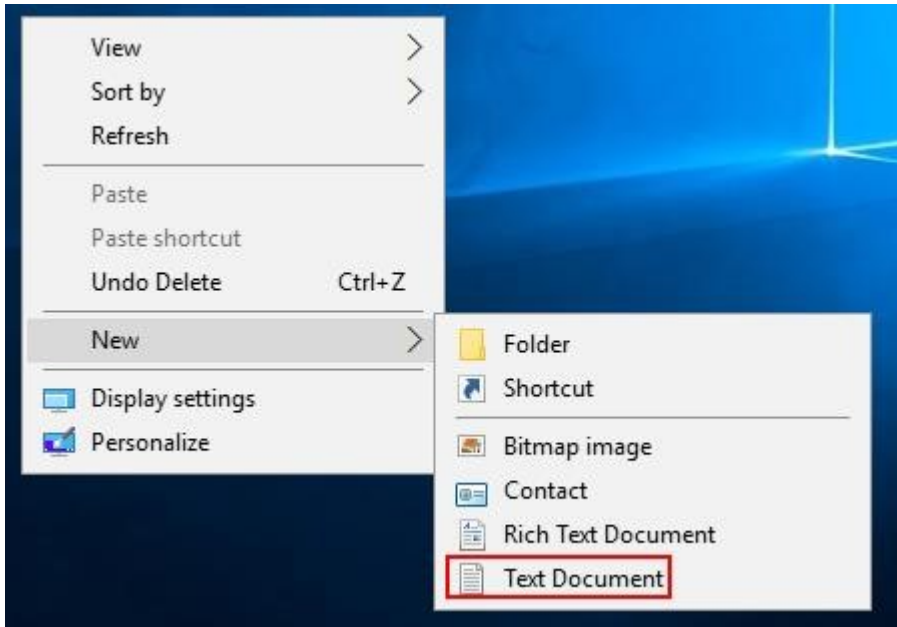 View
Sort by
Refresh
Paste
Paste shortcut
Undo Delete Ctrl+Z
New
Display settings
Personalize
Folder
Shortcut
Bitmap image
Contact
Rich Text Document
Text Document